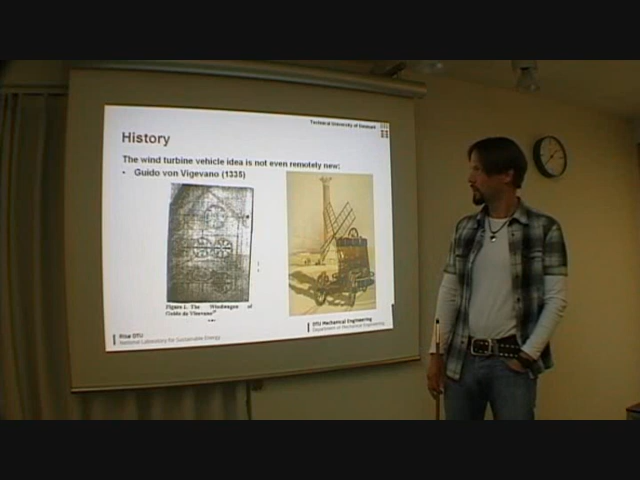 Technical University of Denmark
History
The wind turbine vehicle idea is not even remotely new:
• Guido von Vigevano (1335)
Figure 1. The Windwagen of
Guido da Vigevano
Risø DTU
National Laboratory for Sustainable Energy
DTU Mechanical Engineering
Department of Mechanical Engineering